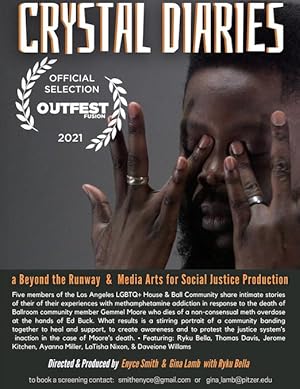 CRYSTAL DIARIES
OFFICIAL
SELECTION
OUTFEST
FUSION
2021
a Beyond the Runway & Media Arts for Social Justice Production
Five members of the Los Angeles LGBTQ+ House & Ball Community share intimate stories
of their of their experiences with methamphetamine addiction in response to the death of
Ballroom community member Gemmel Moore who dies of a non-consensual meth overdose
at the hands of Ed Buck. What results is a stirring portrait of a community banding
together to heal and support, to create awareness and to protest the justice system's
inaction in the case of Moore's death. • Featuring: Ryku Bella, Thamas Davis, Jerome
Kitchen, Ayanna Miller, LaTisha Nixon, & Daveione Willams
Directed & Produced by Enyce Smith & Gina Lamb with Ryku Bella
to book a screening contact: smithenyce@gmail.com or gina_lamb@pitzer.edu